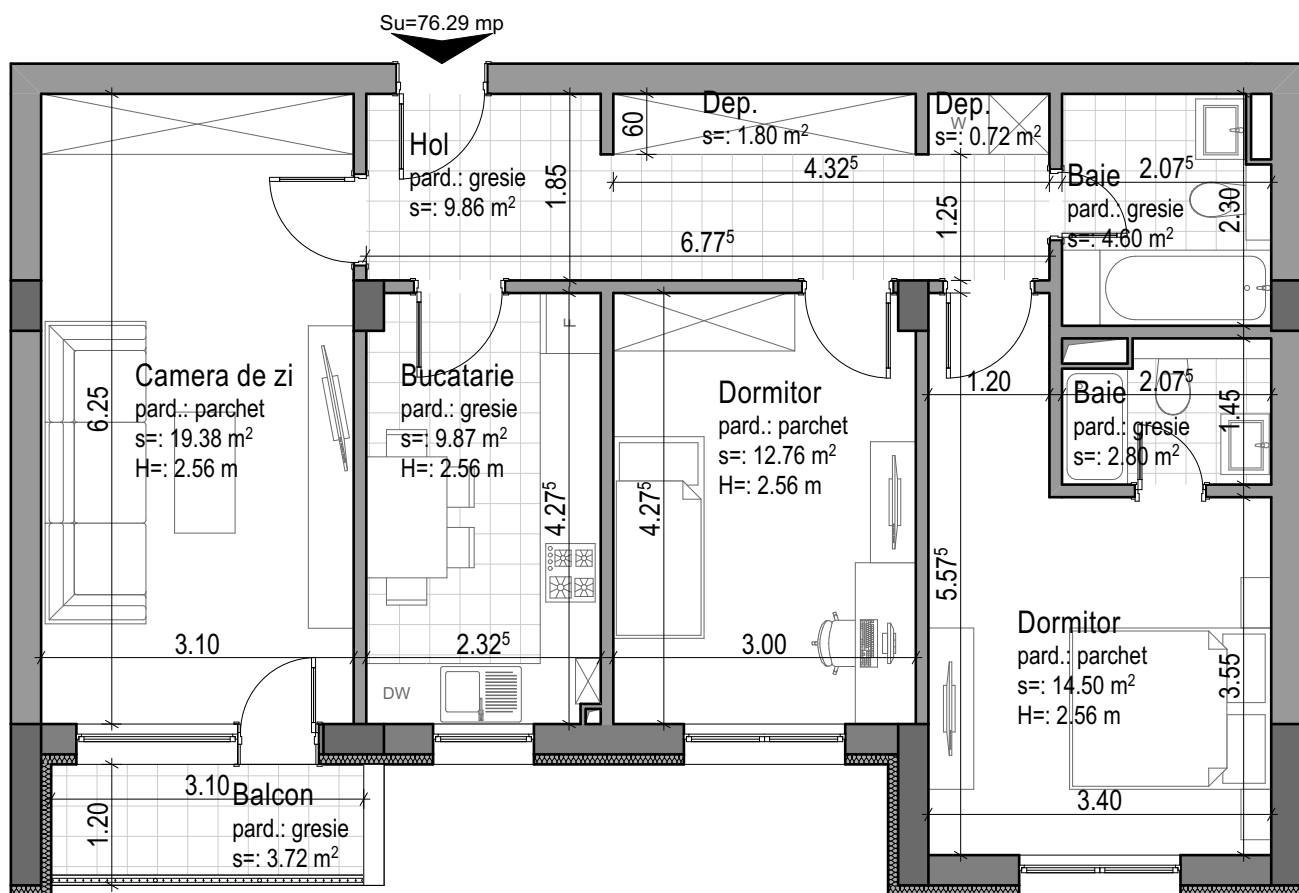 Su=76.29 mp
Hol
pard.: gresie
s=: 9.86 m²
60
Dep.
s=: 1.80 m²
Dep.
W
s=: 0.72 m²
1.85
4.32⁵
6.77⁵
1.25
Baie
pard.: gresie
s=: 4.60 m²
2.07⁵
2.30
6.25
Camera de zi
pard.: parchet
s=: 19.38 m²
H=: 2.56 m
3.10
F
Bucatarie
pard.: gresie
s=: 9.87 m²
H=: 2.56 m
4.27⁵
2.32⁵
DW
Dormitor
pard.: parchet
s=: 12.76 m²
H=: 2.56 m
4.27⁵
3.00
1.20
Baie
pard.: gresie
s=: 2.80 m²
2.07⁵
1.45
5.57⁵
Dormitor
pard.: parchet
s=: 14.50 m²
H=: 2.56 m
3.55
3.40
3.10
1.20
Balcon
pard.: gresie
s=: 3.72 m²